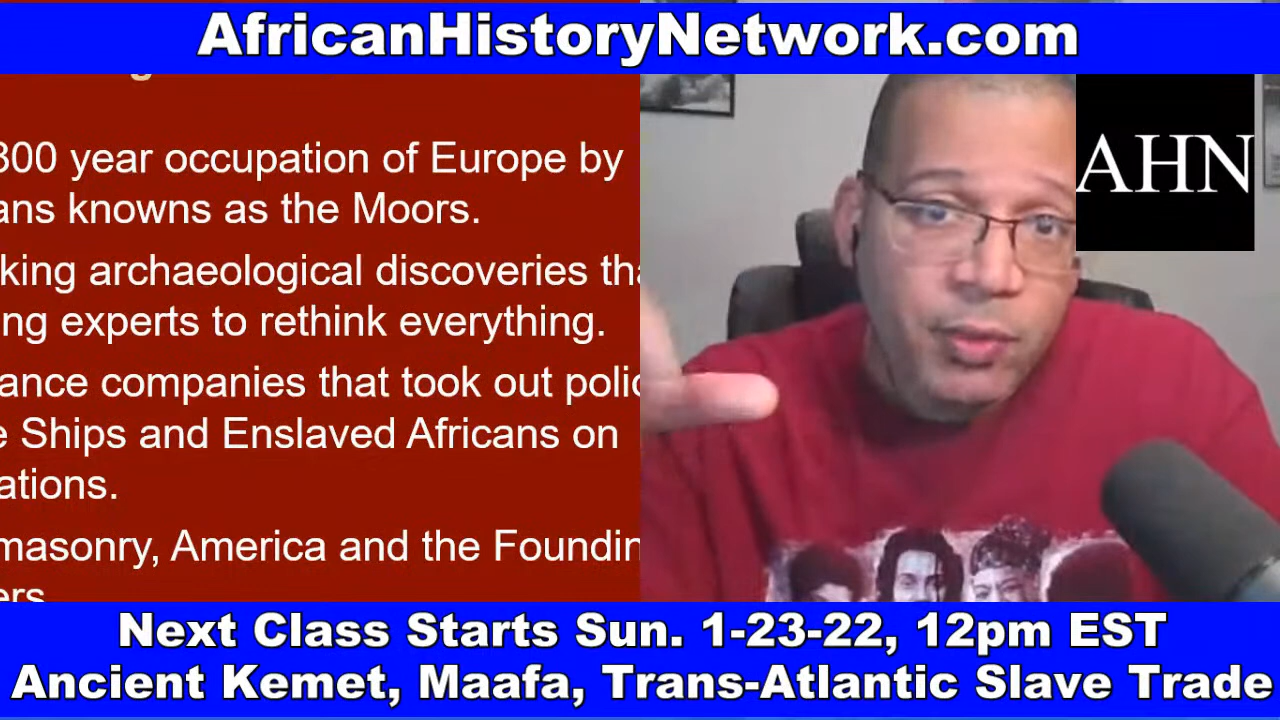 AfricanHistoryNetwork.com
800 year occupation of Europe by
ans knowns as the Moors.
king archaeological discoveries tha
ng experts to rethink everything.
ance companies that took out polic
e Ships and Enslaved Africans on
ations.
masonry, America and the Foundin
ers
AHN
Next Class Starts Sun. 1-23-22, 12pm EST
Ancient Kemet, Maafa, Trans-Atlantic Slave Trade